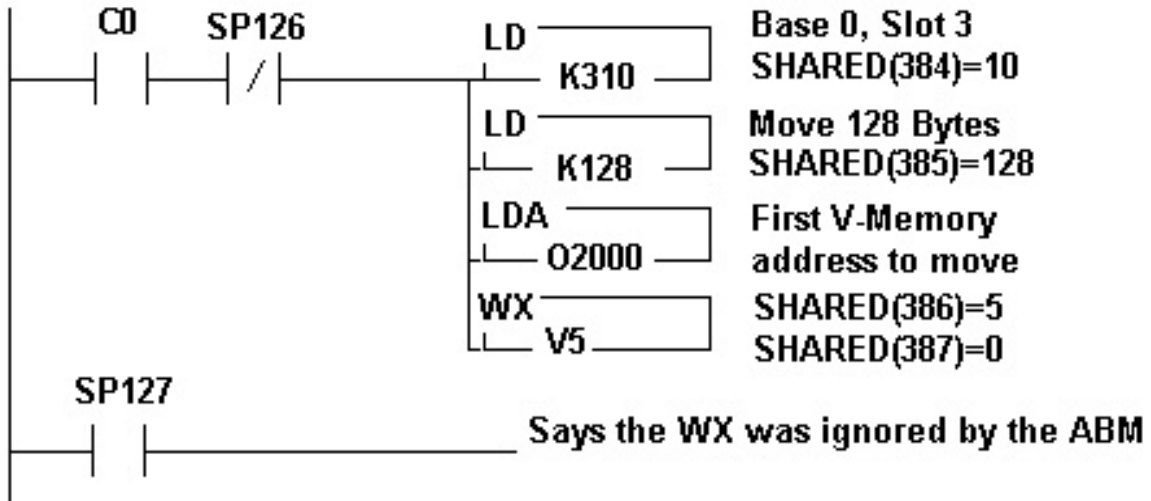 C0
SP126
LD
K310
Base 0, Slot 3
SHARED(384)=10
LD
K128
Move 128 Bytes
SHARED(385)=128
LDA
O2000
First V-Memory
address to move
WX
V5
SHARED(386)=5
SHARED(387)=0
SP127
Says the WX was ignored by the ABM